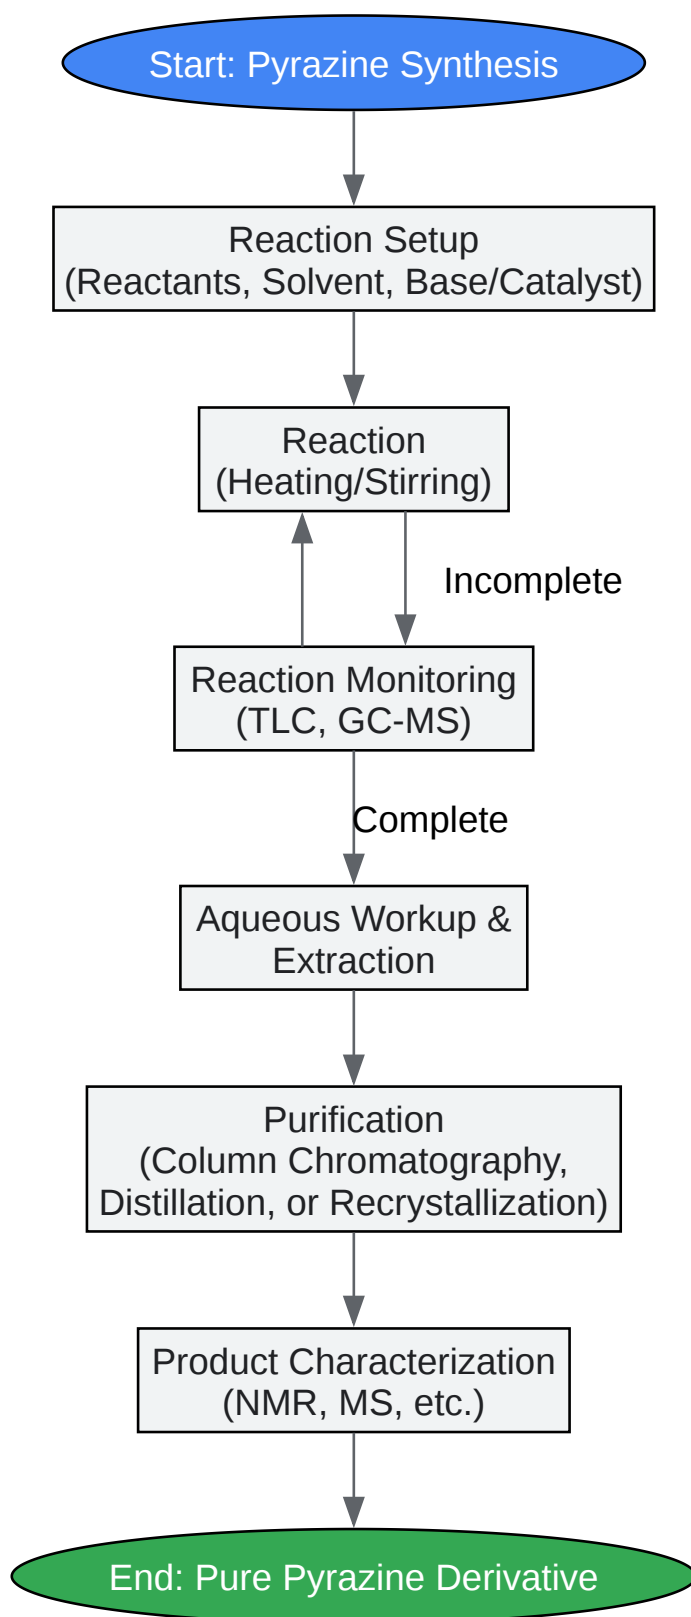 Start: Pyrazine Synthesis
Reaction Setup
(Reactants, Solvent, Base/Catalyst)
Reaction
(Heating/Stirring)
Incomplete
Reaction Monitoring
(TLC, GC-MS)
Complete
Aqueous Workup &
Extraction
Purification
(Column Chromatography,
Distillation, or Recrystallization)
Product Characterization
(NMR, MS, etc.)
End: Pure Pyrazine Derivative